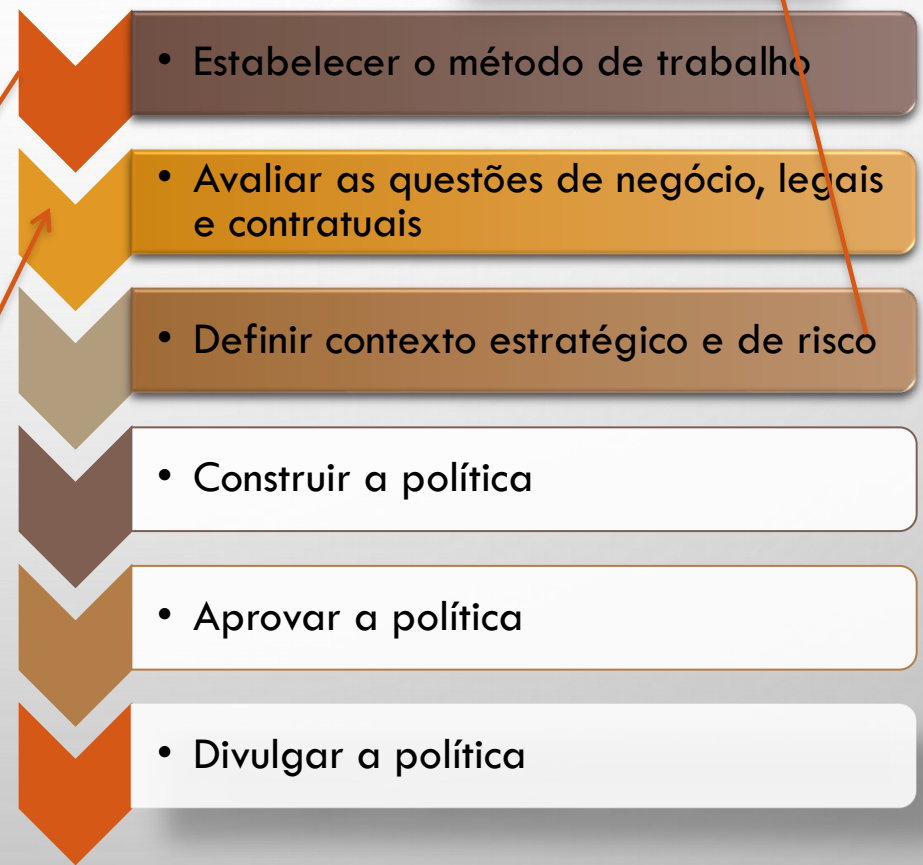 • Estabelecer o método de trabalho
• Avaliar as questões de negócio, legais
e contratuais
• Definir contexto estratégico e de risco
• Construir a política
• Aprovar a política
• Divulgar a política